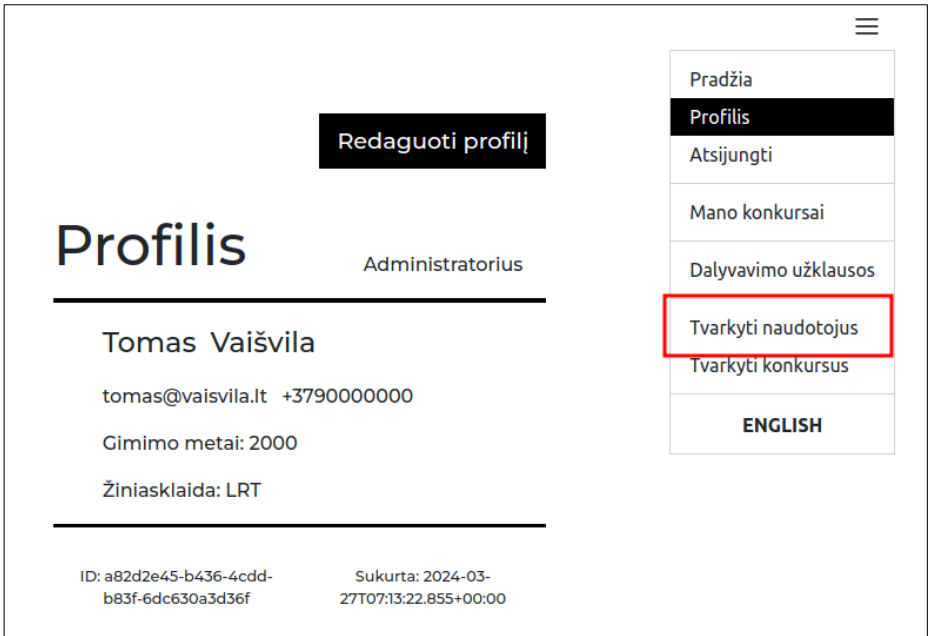 Redaguoti profilį
Profilis
Administratorius
Tomas Vaišvila
tomas@vaisvila.lt +3790000000
Gimimo metai: 2000
Žiniasklaida: LRT
ID: a82d2e45-b436-4cdd-
b83f-6dc630a3d36f
Sukurta: 2024-03-
27T07:13:22.855+00:00
Pradžia
Profilis
Atsijungti
Mano konkursai
Dalyvavimo užklausos
Tvarkyti naudotojus
Tvarkyti konkursus
ENGLISH